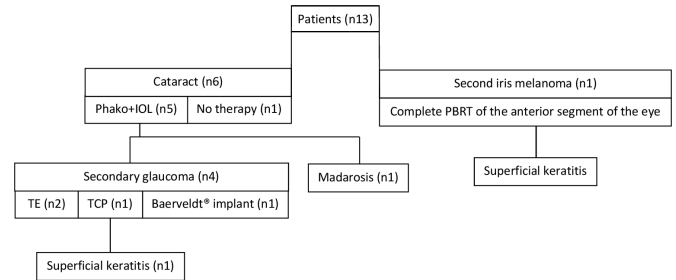 Patients (n13)
Cataract (n6)
Phako+IOL (n5) No therapy (n1)
Second iris melanoma (n1)
Complete PBRT of the anterior segment of the eye
Secondary glaucoma (n4)
TE (n2) TCP (n1) Baerveldt® implant (n1)
Madarosis (n1)
Superficial keratitis
Superficial keratitis (n1)